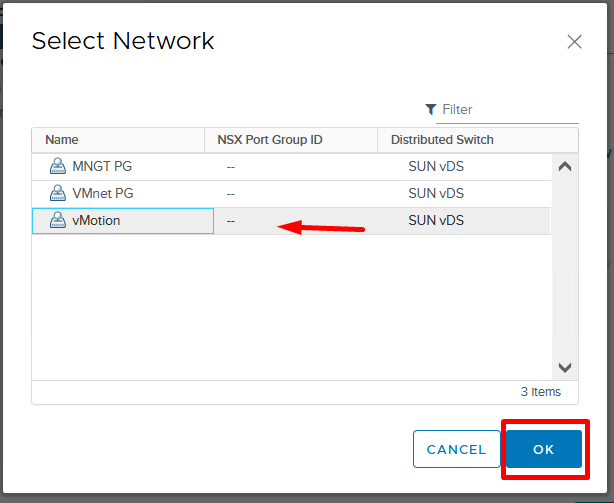 Select Network
Filter
Name NSX Port Group ID Distributed Switch
MNGT PG -- SUN vDS
VMnet PG -- SUN vDS
vMotion -- SUN vDS
3 Items
CANCEL OK